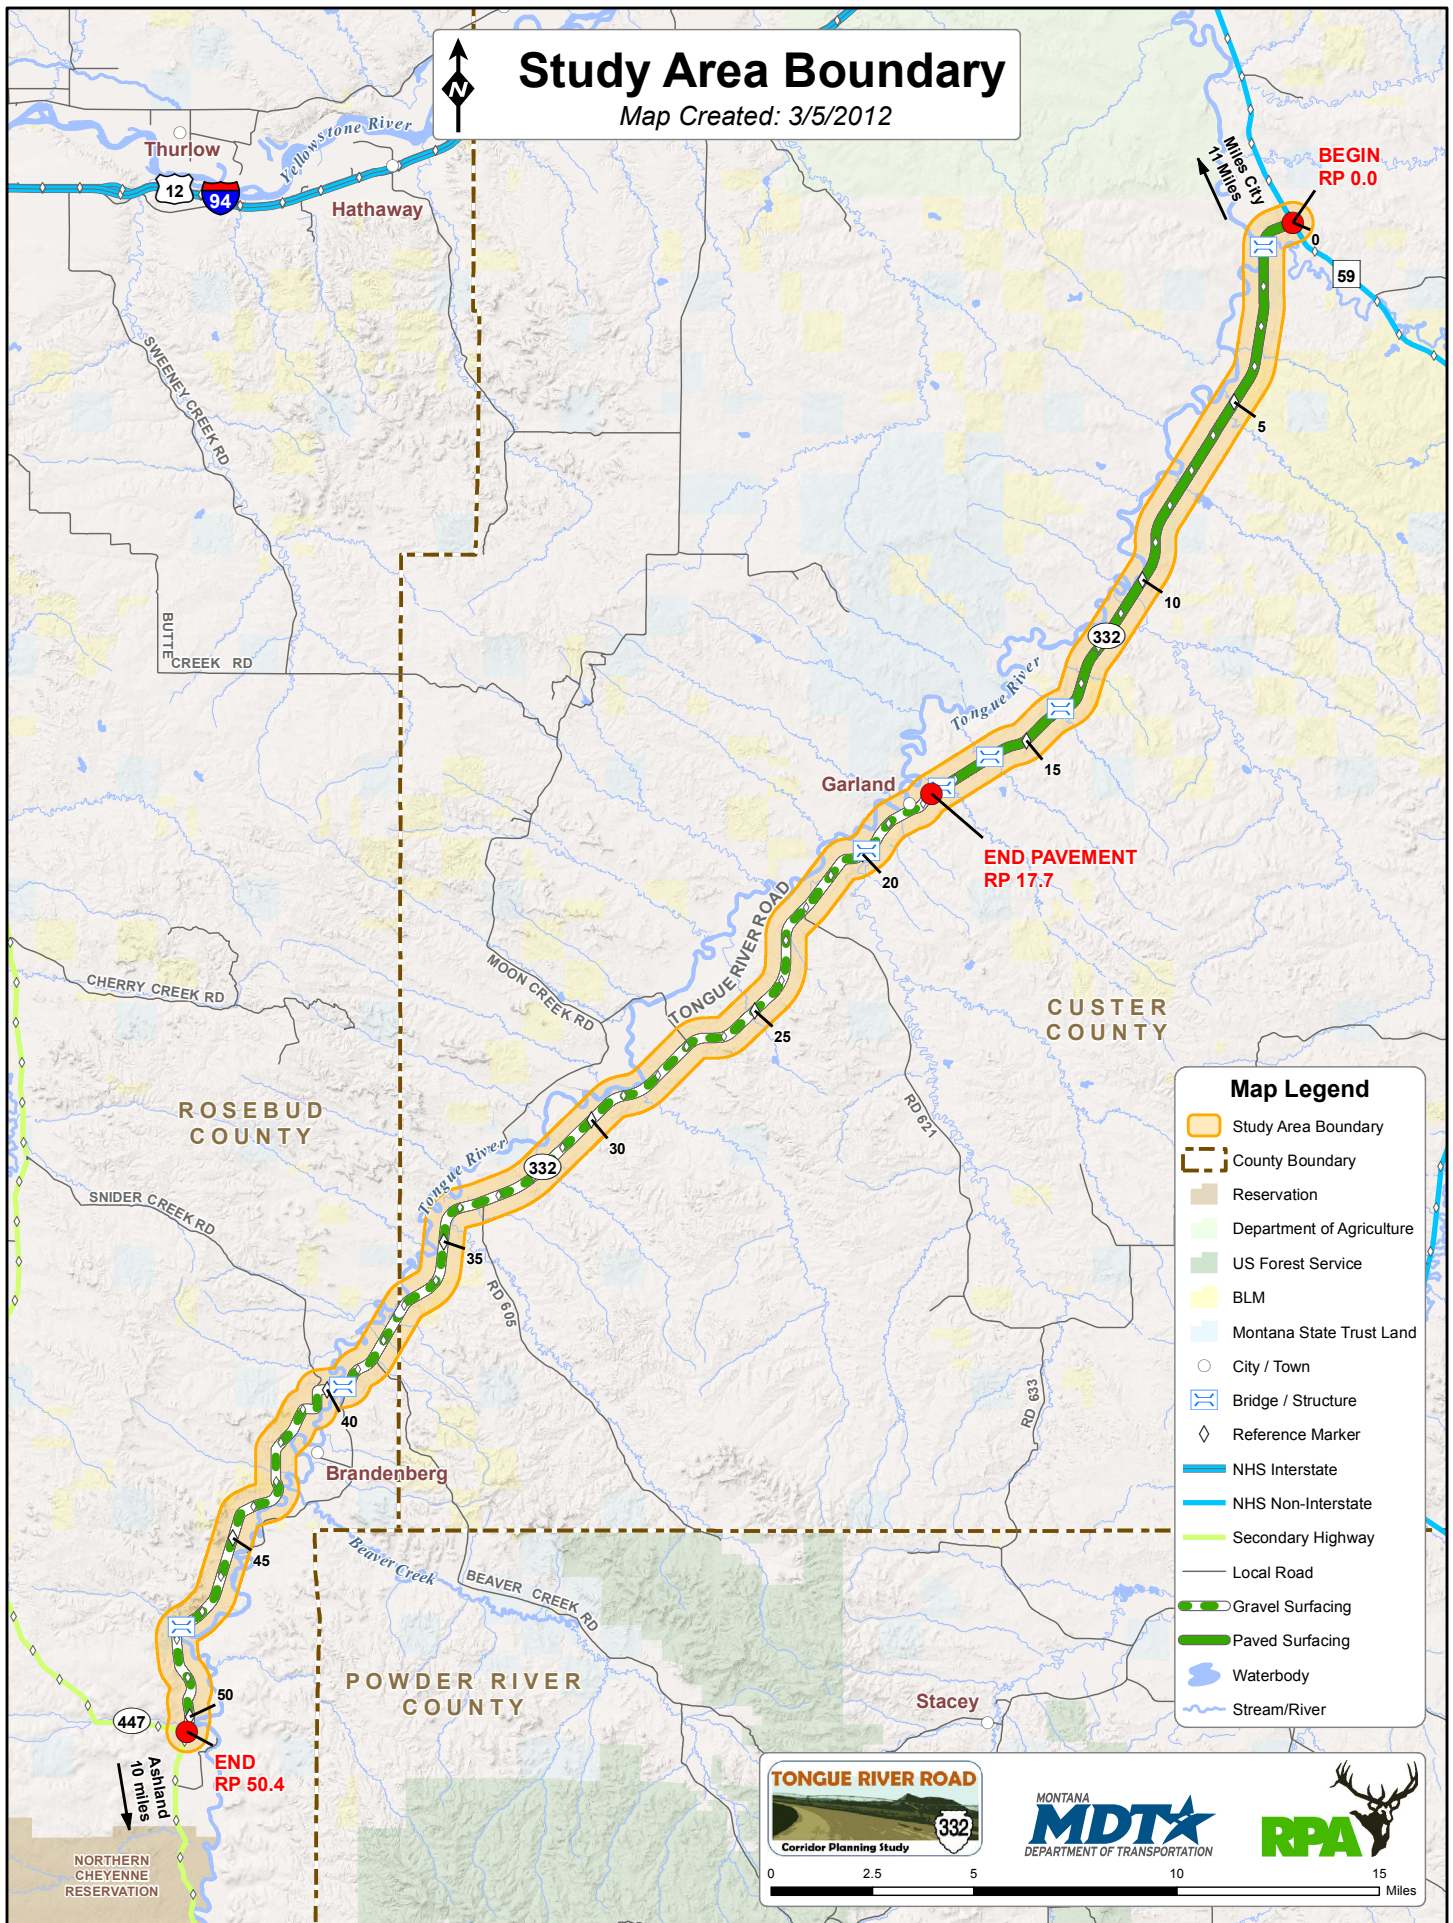 Study Area Boundary
Map Created: 3/5/2012
N
Thurlow
Yellowstone River
12
94
Hathaway
Miles City
11 Miles
BEGIN
RP 0.0
0
59
SWEENEY CREEK RD
5
BUTTE
CREEK RD
10
332
Tongue River
15
Garland
END PAVEMENT
RP 17.7
20
TONGUE RIVER ROAD
MOON CREEK RD
CHERRY CREEK RD
25
CUSTER
COUNTY
ROSEBUD
COUNTY
RD 621
30
332
Tongue River
SNIDER CREEK RD
35
RD 605
RD 633
40
Brandenberg
45
Beaver Creek
BEAVER CREEK RD
POWDER RIVER
COUNTY
Stacey
50
447
END
RP 50.4
Ashland
10 miles
NORTHERN
CHEYENNE
RESERVATION
Map Legend
Study Area Boundary
County Boundary
Reservation
Department of Agriculture
US Forest Service
BLM
Montana State Trust Land
City / Town
Bridge / Structure
Reference Marker
NHS Interstate
NHS Non-Interstate
Secondary Highway
Local Road
Gravel Surfacing
Paved Surfacing
Waterbody
Stream/River
TONGUE RIVER ROAD
332
Corridor Planning Study
MONTANA
MDT
DEPARTMENT OF TRANSPORTATION
RPA
0 2.5 5 10 15
Miles